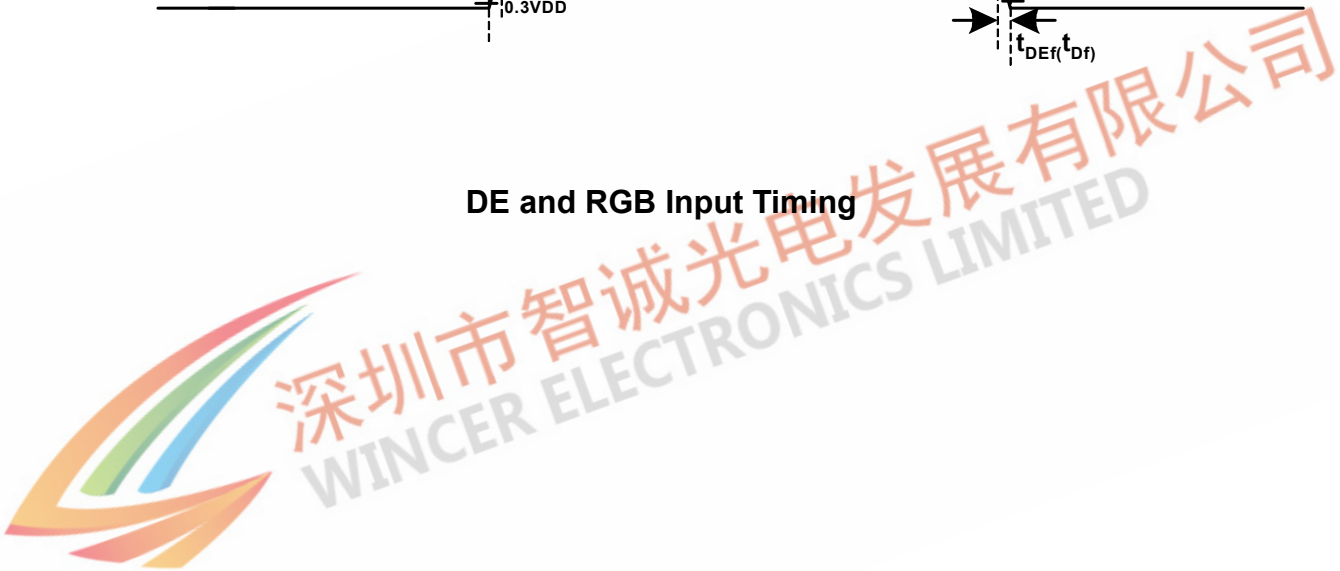 0.3VDD
tDEf(tDf)
DE and RGB Input Timing
深圳市智诚光电发展有限公司
WINCER ELECTRONICS LIMITED